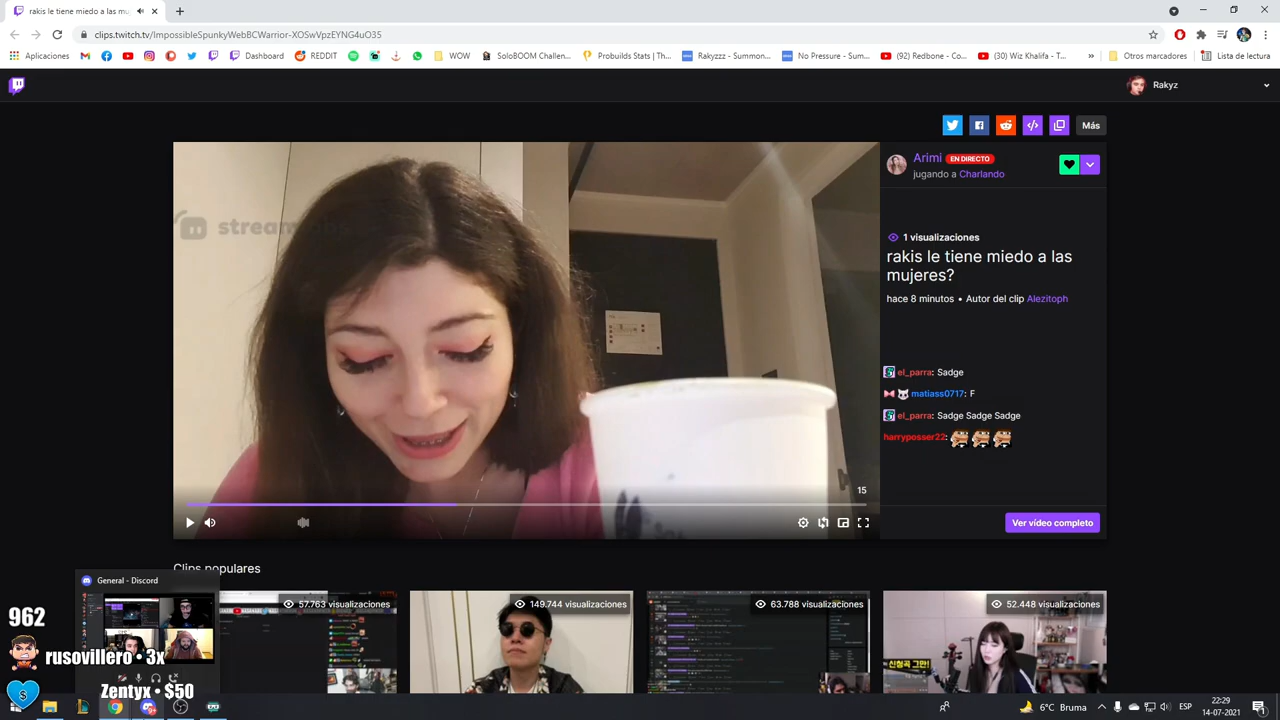 rakis le tiene miedo a las mu
clips.twitch.tv/ImpossibleSpunkyWebBCWarrior-XOSwVpzEYNG4uO35
Aplicaciones
Dashboard
REDDIT
WOW
SoloBOOM Challen...
Probuilds Stats | Th...
Rakyzzz - Summon...
No Pressure - Sum...
(92) Redbone - Co...
(30) Wiz Khalifa - T...
»
Otros marcadores
Lista de lectura
Rakyz
Más
Arimi EN DIRECTO
jugando a Charlando
1 visualizaciones
rakis le tiene miedo a las
mujeres?
hace 8 minutos • Autor del clip Alezitoph
el_parra: Sadge
matiass0717: F
el_parra: Sadge Sadge Sadge
harryposser22:
15
Ver vídeo completo
Clips populares
General - Discord
57.763 visualizaciones
149.744 visualizaciones
63.788 visualizaciones
52.448 visualizaciones
Zentyx • $50
6°C Bruma
ESP
22:29
14-07-2021